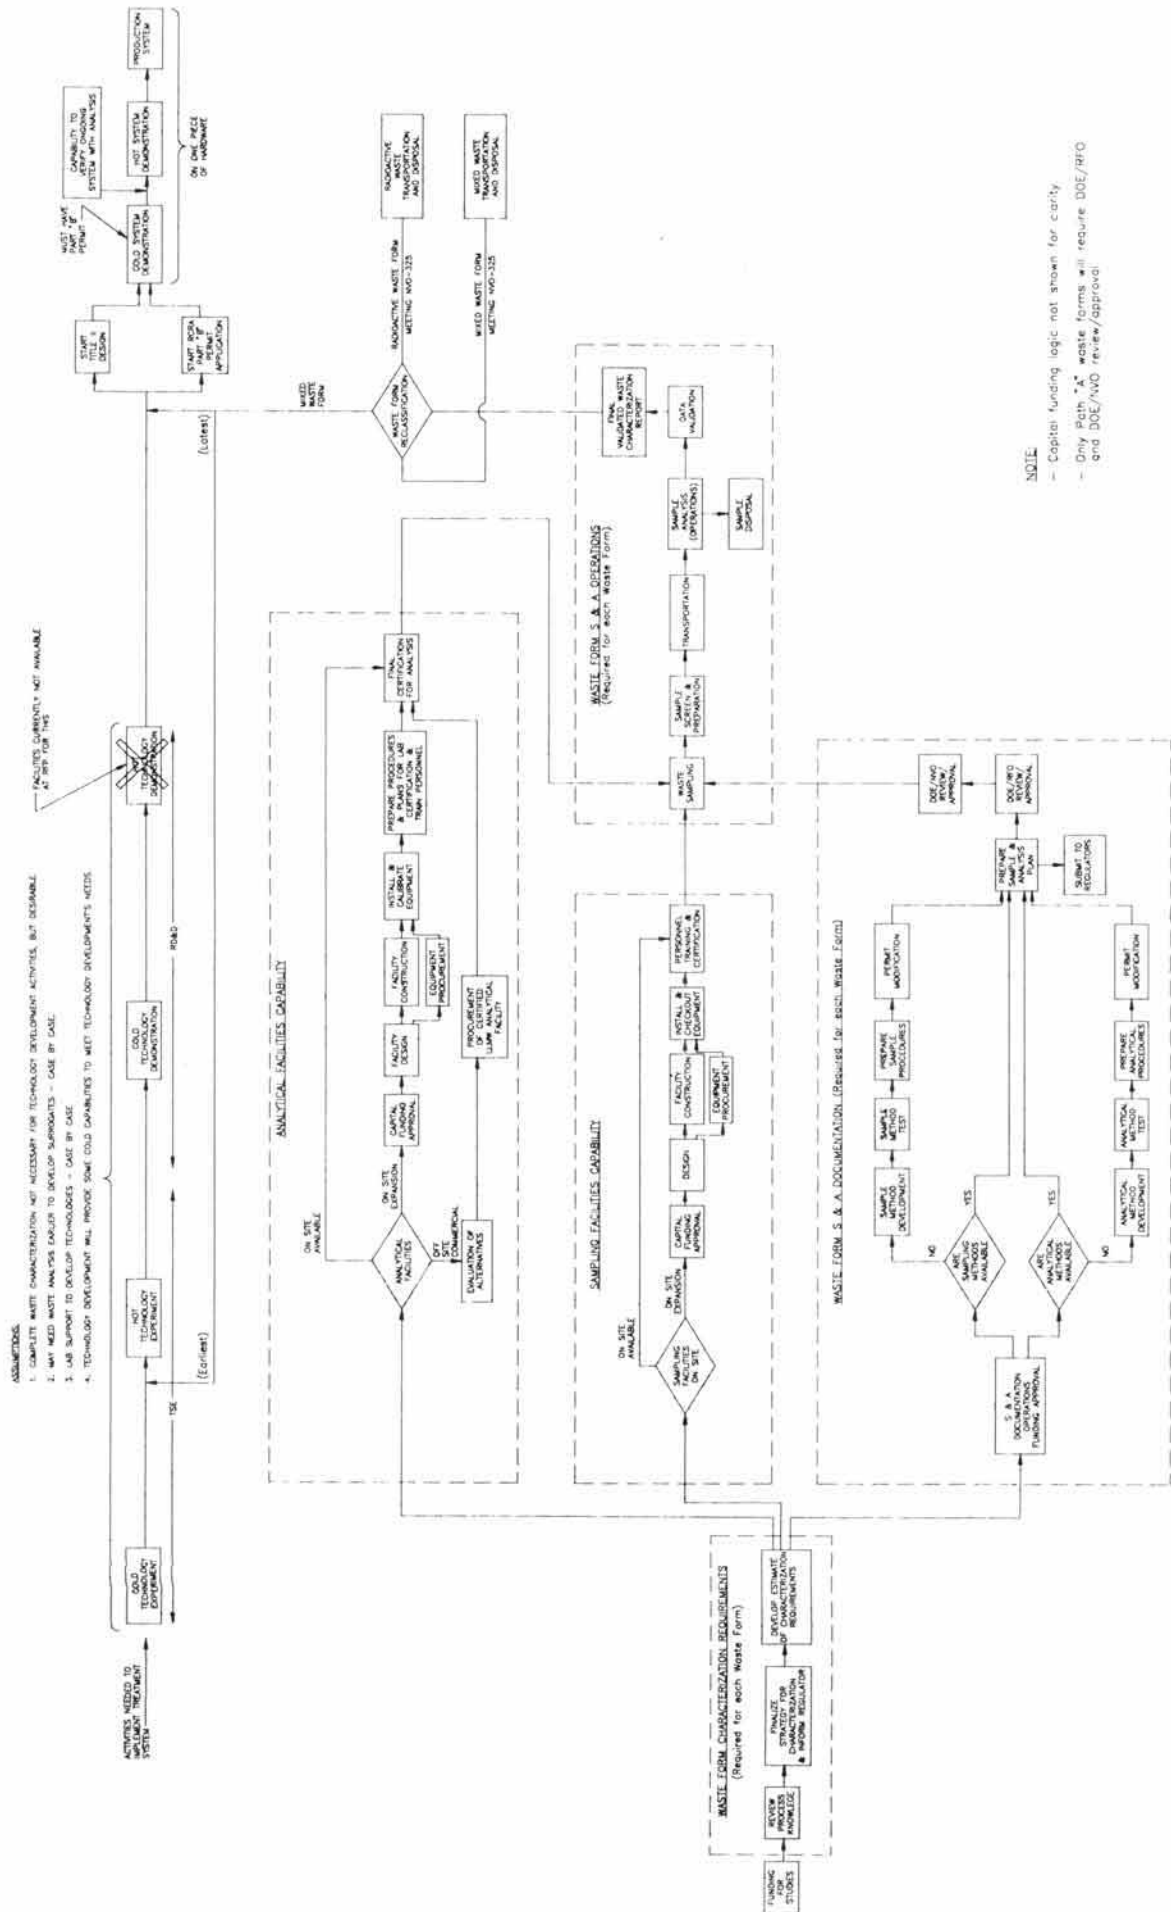 ASSUMPTIONS:
1. COMPLETE WASTE CHARACTERIZATION NOT NECESSARY FOR TECHNOLOGY DEVELOPMENT ACTIVITIES, BUT DESIRABLE
2. MAY NEED WASTE ANALYSIS EARLIER TO DEVELOP SURROGATES - CASE BY CASE.
3. LAB SUPPORT TO DEVELOP TECHNOLOGIES - CASE BY CASE
4. TECHNOLOGY DEVELOPMENT WILL PROVIDE SOME COLD CAPABILITIES TO MEET TECHNOLOGY DEVELOPMENT'S NEEDS
FACILITIES CURRENTLY NOT AVAILABLE
AT RFP FOR THIS
ACTIVITIES NEEDED TO
IMPLEMENT TREATMENT
SYSTEM
COLD
TECHNOLOGY
EXPERIMENT
HOT
TECHNOLOGY
EXPERIMENT
COLD
TECHNOLOGY
DEMONSTRATION
HOT
TECHNOLOGY
DEMONSTRATION
TSE
RD&D
(Earliest)
(Latest)
START
TITLE II
DESIGN
START RCRA
PART "B"
PERMIT
APPLICATION
MUST HAVE
PART "B"
PERMIT
COLD SYSTEM
DEMONSTRATION
CAPABILITY TO
VERIFY ONGOING
SYSTEM WITH ANALYSIS
HOT SYSTEM
DEMONSTRATION
PRODUCTION
SYSTEM
ON ONE PIECE
OF HARDWARE
ANALYTICAL FACILITIES CAPABILITY
ON SITE
AVAILABLE
ANALYTICAL
FACILITIES
ON SITE
EXPANSION
OFF
SITE
COMMERCIAL
CAPITAL
FUNDING
APPROVAL
FACILITY
DESIGN
FACILITY
CONSTRUCTION
EQUIPMENT
PROCUREMENT
INSTALL &
CALIBRATE
EQUIPMENT
PREPARE PROCEDURES
& PLANS FOR LAB
CERTIFICATION &
TRAIN PERSONNEL
FINAL
CERTIFICATION
FOR ANALYSIS
EVALUATION OF
ALTERNATIVES
PROCUREMENT
OF CERTIFIED
LLMW ANALYTICAL
FACILITY
MIXED
WASTE
FORM
WASTE FORM
RECLASSIFICATION
RADIOACTIVE WASTE FORM
MEETING NVO-325
RADIOACTIVE
WASTE
TRANSPORTATION
AND DISPOSAL
MIXED WASTE FORM
MEETING NVO-325
MIXED WASTE
TRANSPORTATION
AND DISPOSAL
SAMPLING FACILITIES CAPABILITY
ON SITE
AVAILABLE
SAMPLING
FACILITIES
ON SITE
ON SITE
EXPANSION
CAPITAL
FUNDING
APPROVAL
DESIGN
FACILITY
CONSTRUCTION
EQUIPMENT
PROCUREMENT
INSTALL &
CHECKOUT
EQUIPMENT
PERSONNEL
TRAINING &
CERTIFICATION
WASTE FORM S & A OPERATIONS
(Required for each Waste Form)
WASTE
SAMPLING
SAMPLE
SCREEN &
PREPARATION
TRANSPORTATION
SAMPLE
ANALYSIS
(OPERATIONS)
SAMPLE
DISPOSAL
DATA
VALIDATION
FINAL
VALIDATED WASTE
CHARACTERIZATION
REPORT
WASTE FORM CHARACTERIZATION REQUIREMENTS
(Required for each Waste Form)
FUNDING
FOR
STUDIES
REVIEW
PROCESS
KNOWLEGE
FINALIZE
STRATEGY FOR
CHARACTERIZATION
& INFORM REGULATOR
DEVELOP ESTIMATE
OF CHARACTERIZATION
REQUIREMENTS
WASTE FORM S & A DOCUMENTATION (Required for each Waste Form)
S & A
DOCUMENTATION
OPERATIONS
FUNDING APPROVAL
ARE
SAMPLING
METHODS
AVAILABLE
NO
YES
SAMPLE
METHOD
DEVELOPMENT
SAMPLE
METHOD
TEST
PREPARE
SAMPLE
PROCEDURES
PERMIT
MODIFICATION
ARE
ANALYTICAL
METHODS
AVAILABLE
YES
NO
ANALYTICAL
METHOD
DEVELOPMENT
ANALYTICAL
METHOD
TEST
PREPARE
ANALYTICAL
PROCEDURES
PERMIT
MODIFICATION
PREPARE
SAMPLE &
ANALYSIS
PLAN
SUBMIT TO
REGULATORS
DOE/RFO
REVIEW/
APPROVAL
DOE/NVO
REVIEW/
APPROVAL
NOTE:
- Capital funding logic not shown for clarity.
- Only Path "A" waste forms will require DOE/RFO
and DOE/NVO review/approval